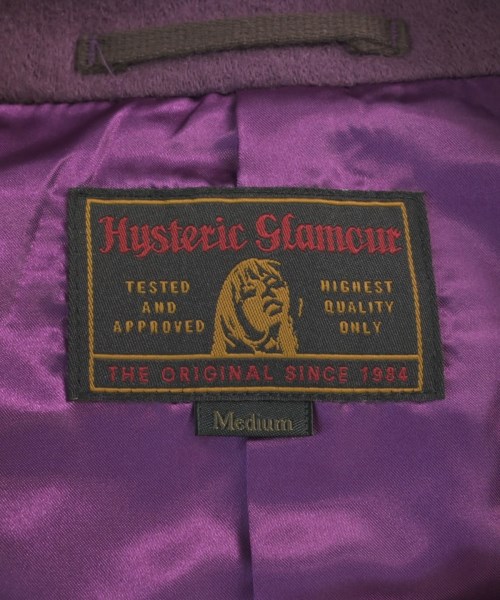 Hysteric Glamour
TESTED
AND
APPROVED
HIGHEST
QUALITY
ONLY
THE ORIGINAL SINCE 1984
Medium